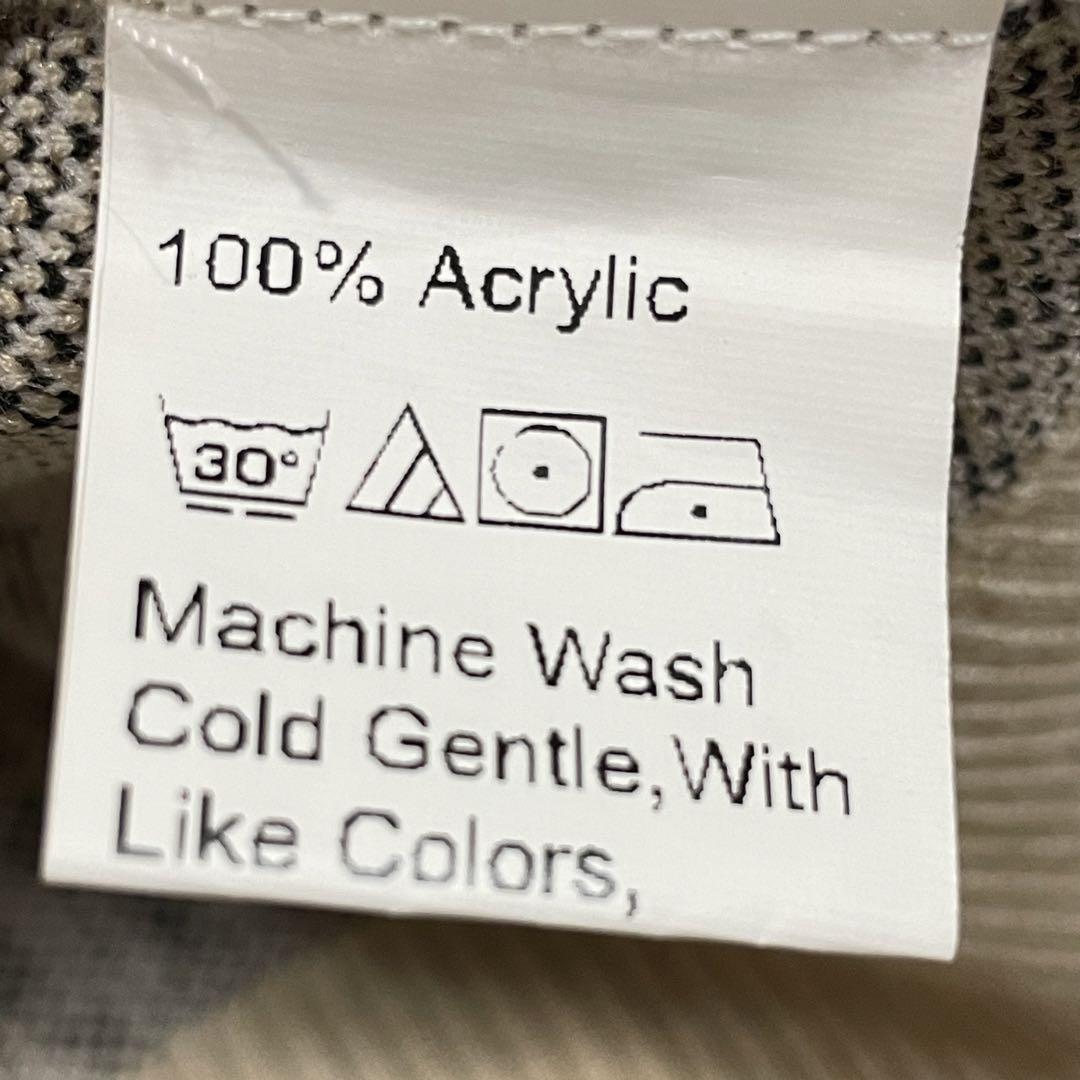 100% Acrylic
30°
Machine Wash
Cold Gentle,With
Like Colors,